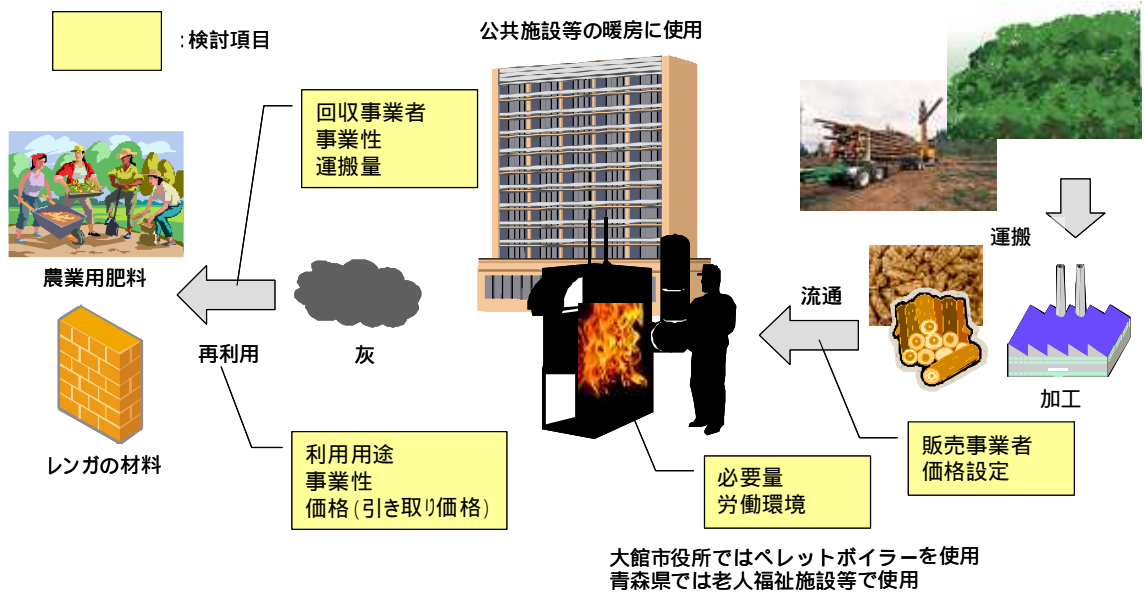 :検討項目
公共施設等の暖房に使用
回収事業者
事業性
運搬量
運搬
農業用肥料
流通
再利用
灰
加工
レンガの材料
利用用途
事業性
価格(引き取り価格)
必要量
労働環境
販売事業者
価格設定
大館市役所ではペレットボイラーを使用
青森県では老人福祉施設等で使用